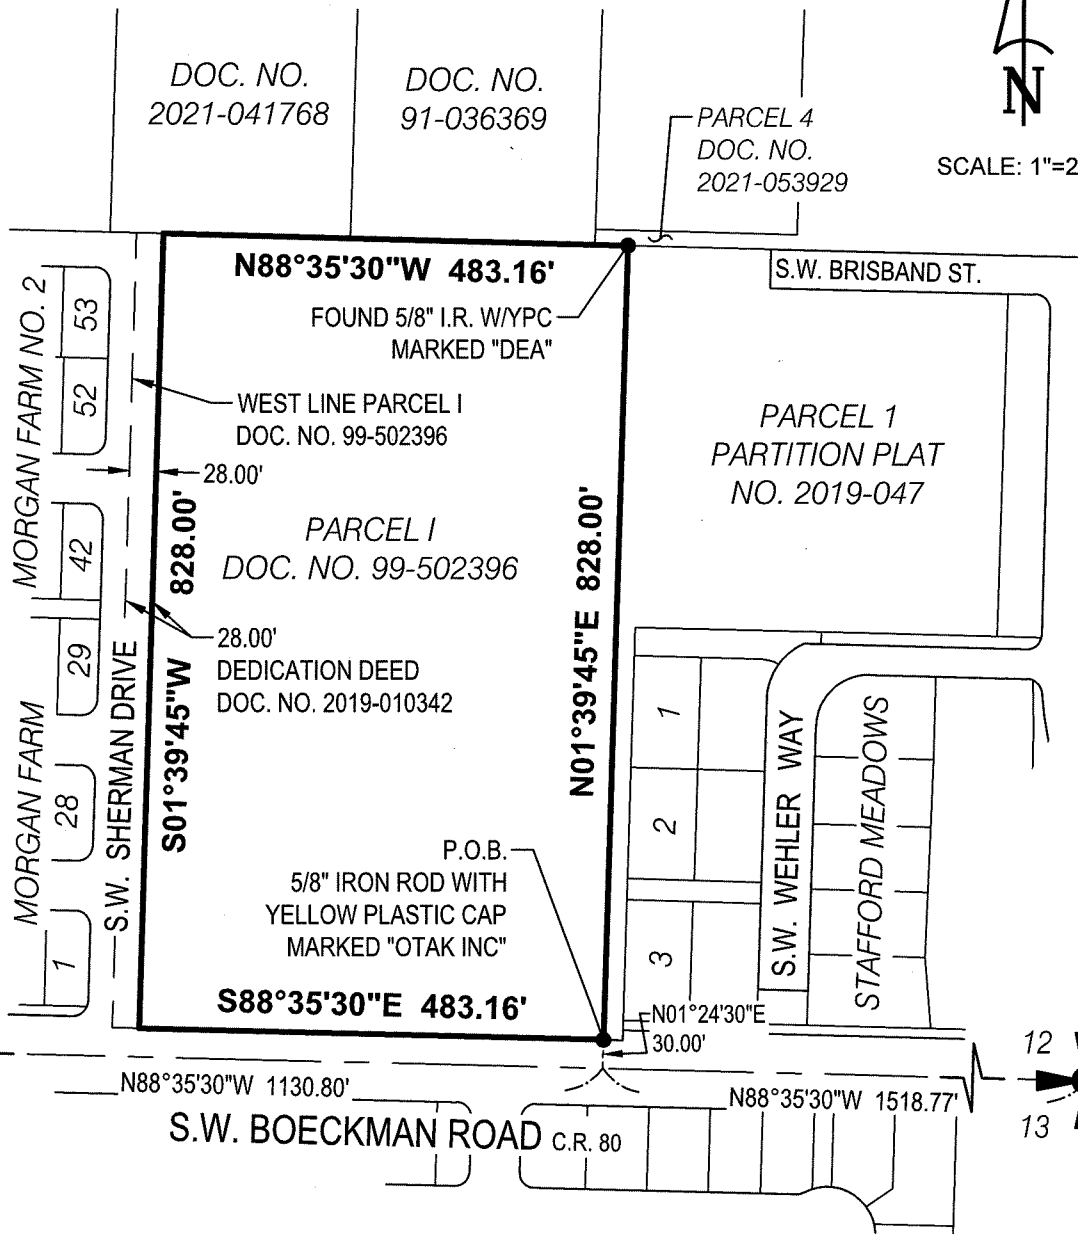 DOC. NO.
2021-041768
DOC. NO.
91-036369
PARCEL 4
DOC. NO.
2021-053929
N
SCALE: 1"=2
N88°35'30"W 483.16'
S.W. BRISBAND ST.
FOUND 5/8" I.R. W/YPC
MARKED "DEA"
MORGAN FARM NO. 2
53
52
WEST LINE PARCEL I
DOC. NO. 99-502396
28.00'
PARCEL 1
PARTITION PLAT
NO. 2019-047
PARCEL I
DOC. NO. 99-502396
S01°39'45"W 828.00'
N01°39'45"E 828.00'
42
29
28.00'
DEDICATION DEED
DOC. NO. 2019-010342
S.W. SHERMAN DRIVE
MORGAN FARM
28
1
1
2
3
S.W. WEHLER WAY
STAFFORD MEADOWS
P.O.B.
5/8" IRON ROD WITH
YELLOW PLASTIC CAP
MARKED "OTAK INC"
S88°35'30"E 483.16'
N01°24'30"E
30.00'
12
13
N88°35'30"W 1130.80'
N88°35'30"W 1518.77'
S.W. BOECKMAN ROAD C.R. 80